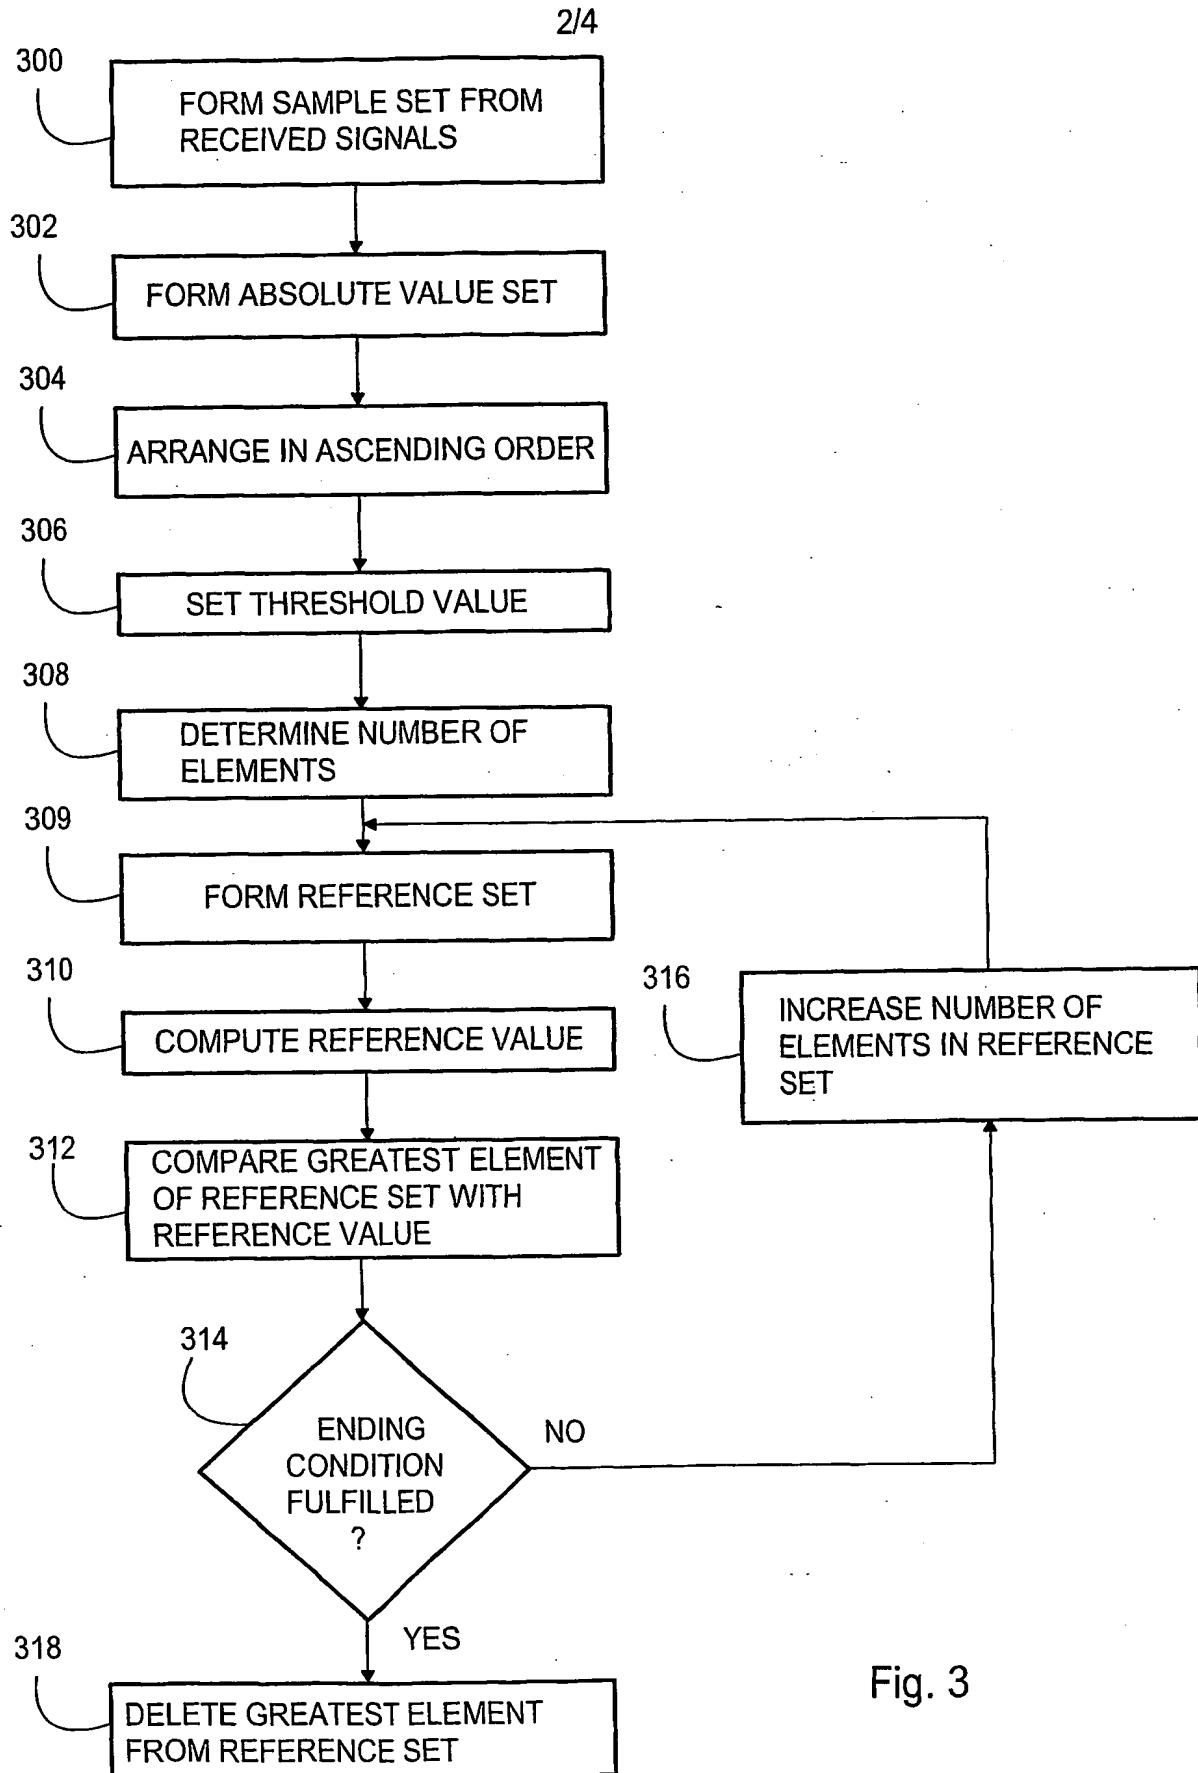 2/4
300
FORM SAMPLE SET FROM
RECEIVED SIGNALS
302
FORM ABSOLUTE VALUE SET
304
ARRANGE IN ASCENDING ORDER
306
SET THRESHOLD VALUE
308
DETERMINE NUMBER OF
ELEMENTS
309
FORM REFERENCE SET
310
COMPUTE REFERENCE VALUE
316
INCREASE NUMBER OF
ELEMENTS IN REFERENCE
SET
312
COMPARE GREATEST ELEMENT
OF REFERENCE SET WITH
REFERENCE VALUE
314
ENDING
CONDITION
FULFILLED
?
NO
YES
318
DELETE GREATEST ELEMENT
FROM REFERENCE SET
Fig. 3